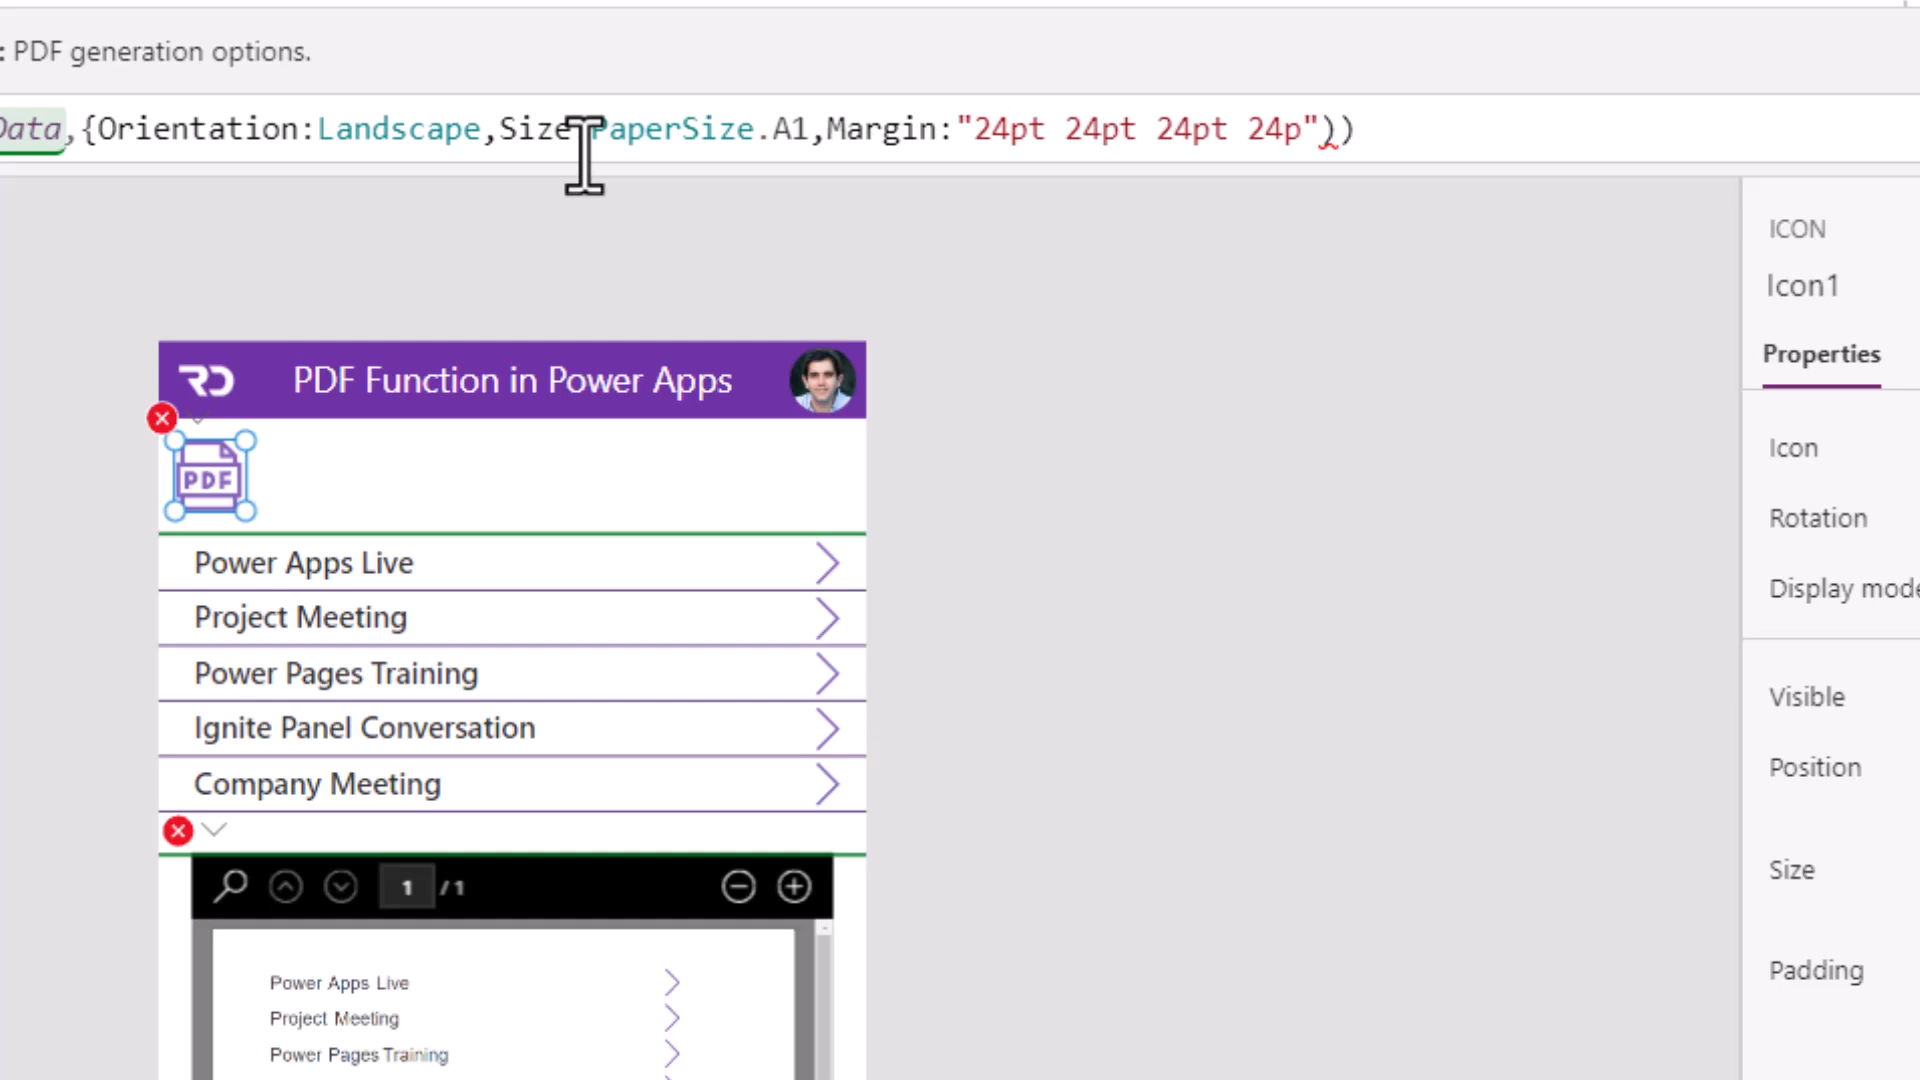 : PDF generation options.
Data,{Orientation:Landscape,Size PaperSize.A1,Margin:"24pt 24pt 24pt 24p"))
ICON
Icon1
Properties
Icon
Rotation
Display mode
Visible
Position
Size
Padding
RD
PDF Function in Power Apps
PDF
Power Apps Live
Project Meeting
Power Pages Training
Ignite Panel Conversation
Company Meeting
1 / 1
Power Apps Live
Project Meeting
Power Pages Training